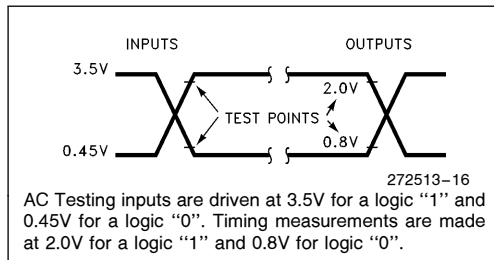 INPUTS OUTPUTS
3.5V
2.0V
TEST POINTS
0.8V
0.45V
272513–16
AC Testing inputs are driven at 3.5V for a logic ‘‘1’’ and
0.45V for a logic ‘‘0’’. Timing measurements are made
at 2.0V for a logic ‘‘1’’ and 0.8V for logic ‘‘0’’.